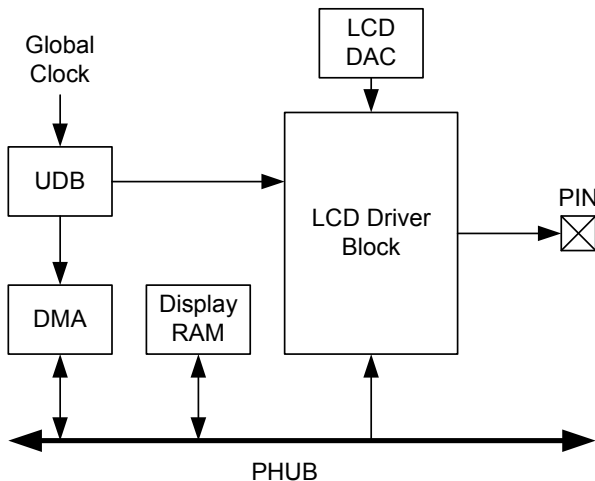 LCD
DAC
Global
Clock
UDB
LCD Driver
Block
PIN
DMA
Display
RAM
PHUB